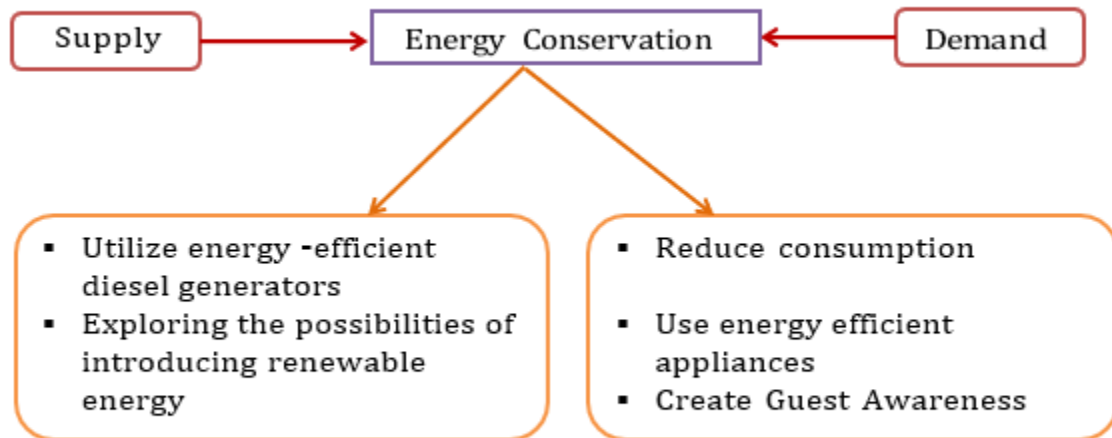 Supply
Energy Conservation
Demand
▪ Utilize energy -efficient
diesel generators
▪ Exploring the possibilities of
introducing renewable
energy
▪ Reduce consumption
▪ Use energy efficient
appliances
▪ Create Guest Awareness